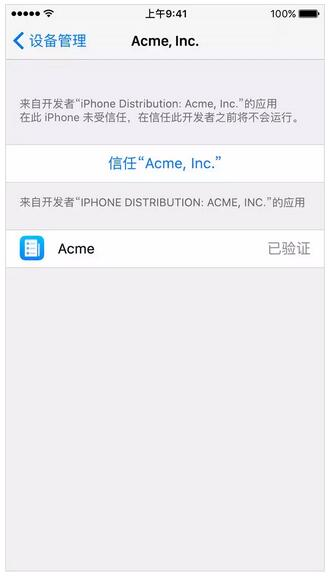 上午9:41
100%
设备管理
Acme, Inc.
来自开发者“iPhone Distribution: Acme, Inc.”的应用
在此 iPhone 未受信任，在信任此开发者之前将不会运行。
信任“Acme, Inc.”
来自开发者“IPHONE DISTRIBUTION: ACME, INC.”的应用
Acme
已验证